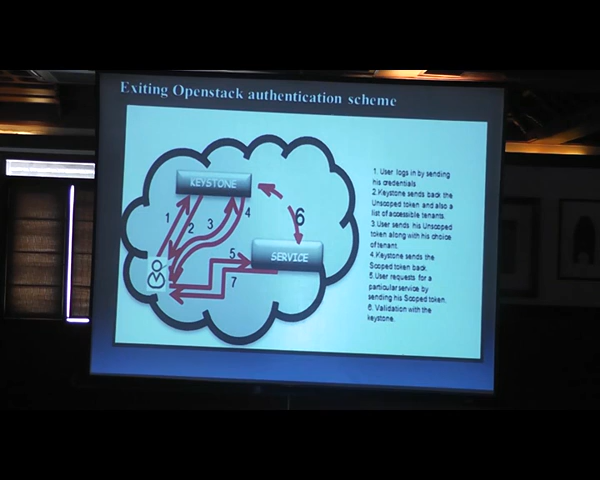 Exiting Openstack authentication scheme
KEYSTONE
1
2
3
4
6
5
SERVICE
7
1. User logs in by sending
his credentials
2.Keystone sends back the
Unscoped token and also a
list of accessible tenants.
3.User sends his Unscoped
token along with his choice
of tenant.
4.Keystone sends the
Scoped token back.
5.User requests for a
particular service by
sending his Scoped token.
6. Validation with the
keystone.